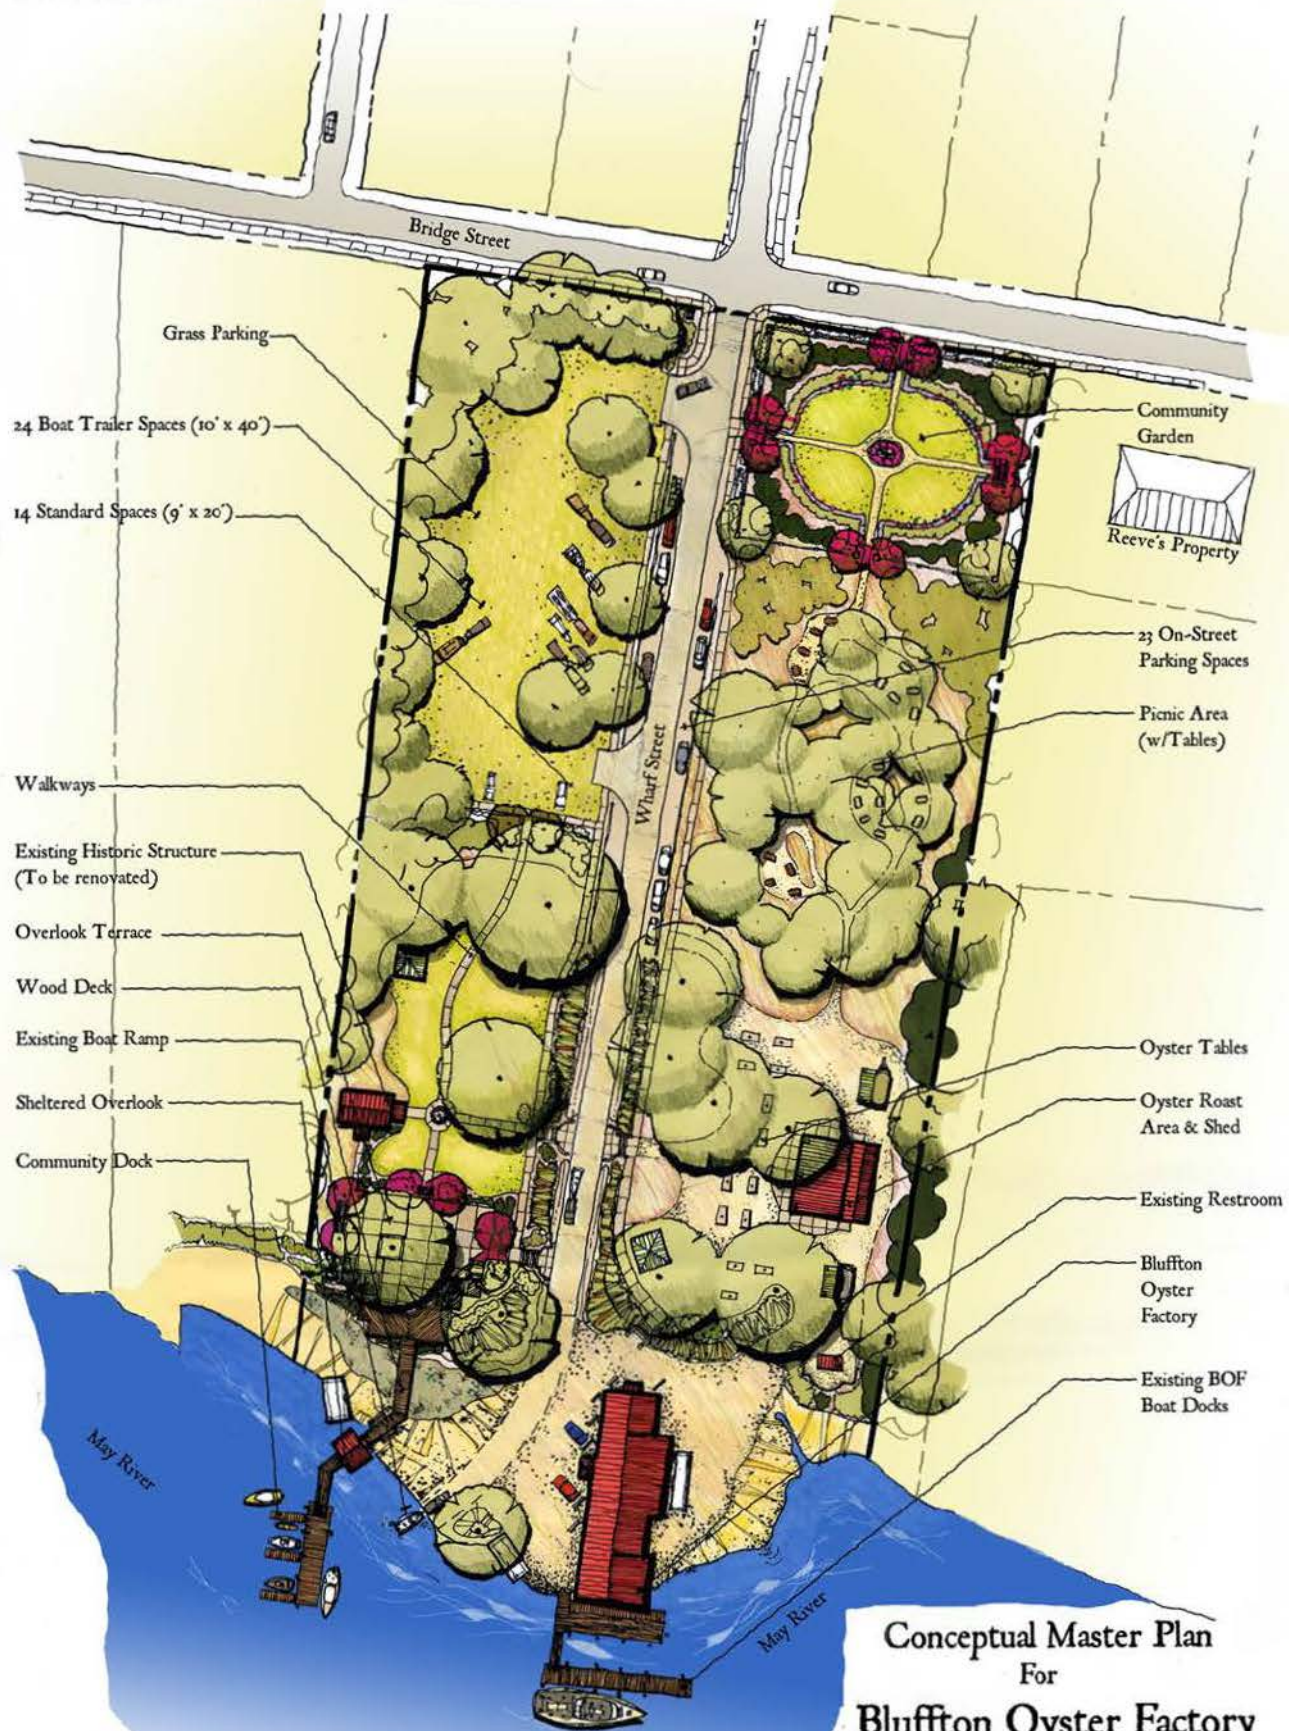 Bridge Street
Grass Parking
24 Boat Trailer Spaces (10' x 40')
14 Standard Spaces (9' x 20')
Walkways
Existing Historic Structure
(To be renovated)
Overlook Terrace
Wood Deck
Existing Boat Ramp
Sheltered Overlook
Community Dock
May River
Wharf Street
Community
Garden
Reeve's Property
23 On-Street
Parking Spaces
Picnic Area
(w/Tables)
Oyster Tables
Oyster Roast
Area & Shed
Existing Restroom
Bluffton
Oyster
Factory
Existing BOF
Boat Docks
May River
Conceptual Master Plan
For
Bluffton Oyster Factory